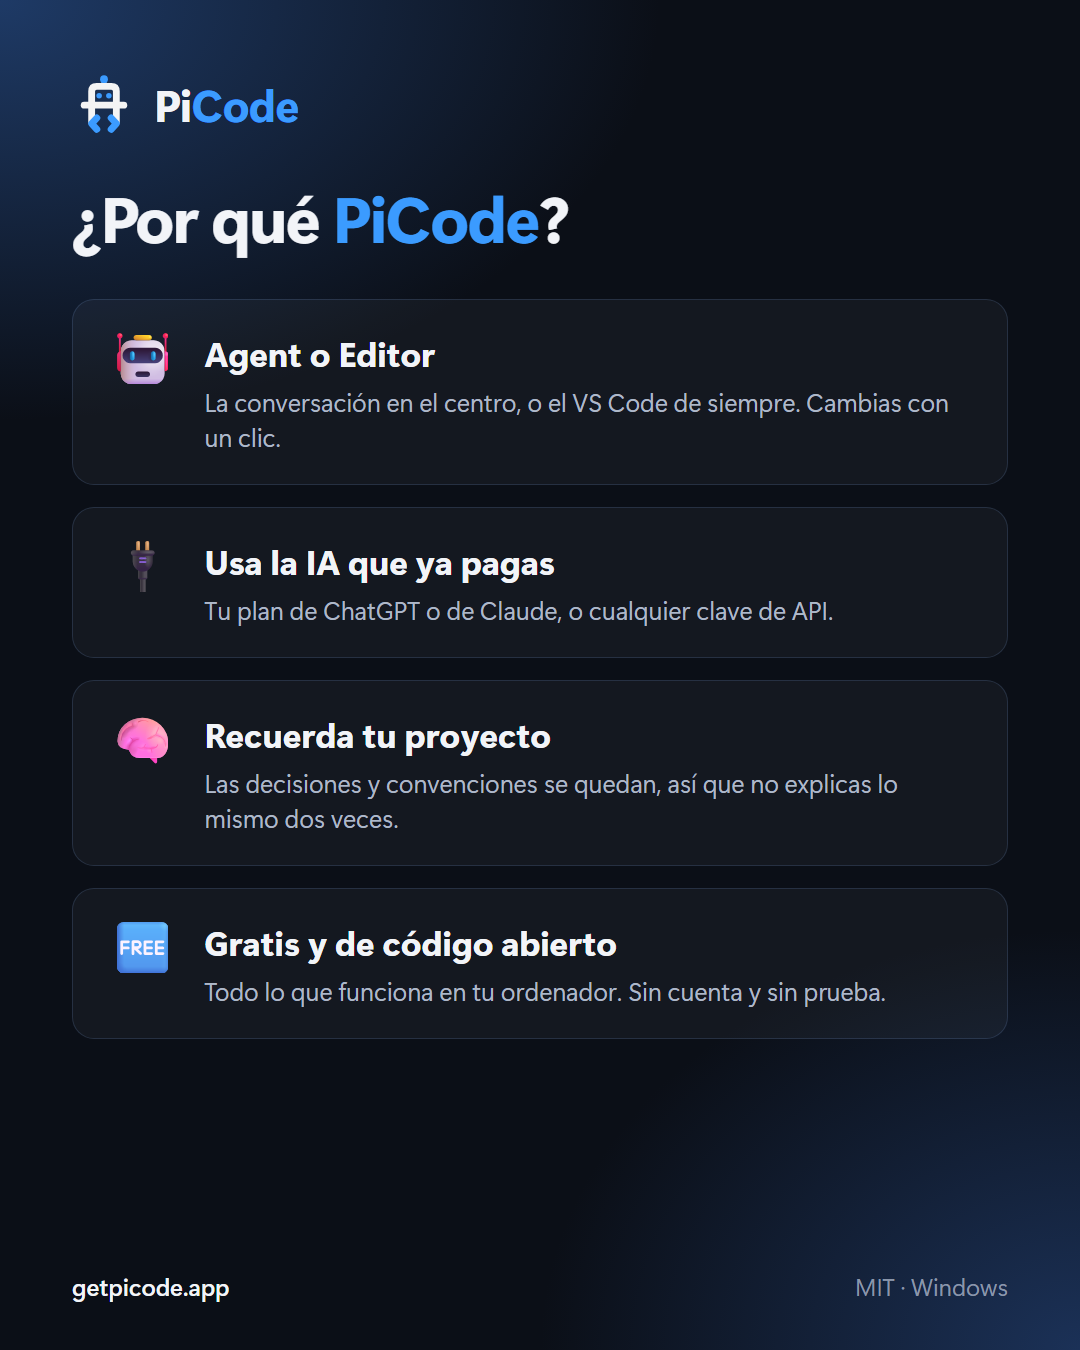 PiCode
¿Por qué PiCode?
Agent o Editor
La conversación en el centro, o el VS Code de siempre. Cambias con
un clic.
Usa la IA que ya pagas
Tu plan de ChatGPT o de Claude, o cualquier clave de API.
Recuerda tu proyecto
Las decisiones y convenciones se quedan, así que no explicas lo
mismo dos veces.
FREE
Gratis y de código abierto
Todo lo que funciona en tu ordenador. Sin cuenta y sin prueba.
getpicode.app
MIT · Windows